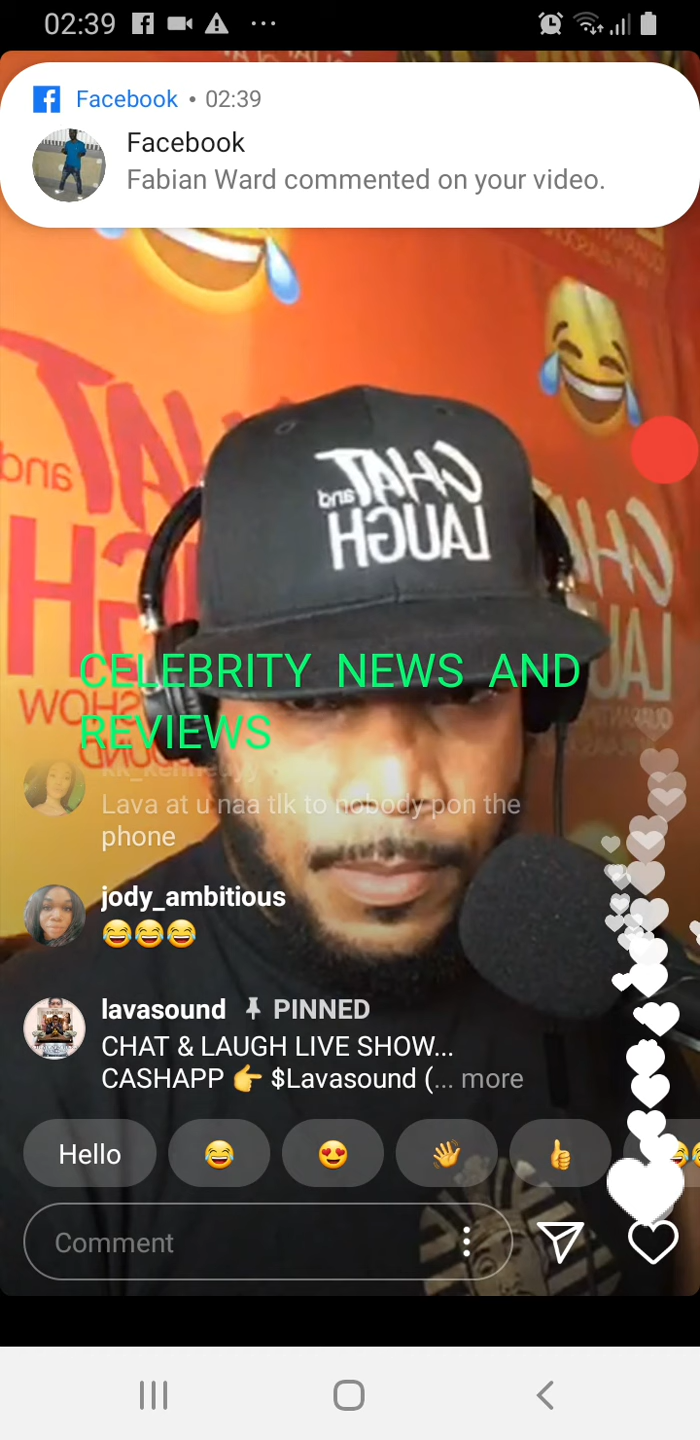 02:39
Facebook • 02:39
Facebook
Fabian Ward commented on your video.
CHAT
and
LAUGH
CELEBRITY NEWS AND
REVIEWS
SHOW
Lava at u naa tlk to nobody pon the
phone
jody_ambitious
😂😂😂
lavasound PINNED
CHAT & LAUGH LIVE SHOW...
CASHAPP 👉 $Lavasound (... more
Hello 😂 😍 👋 👍
Comment